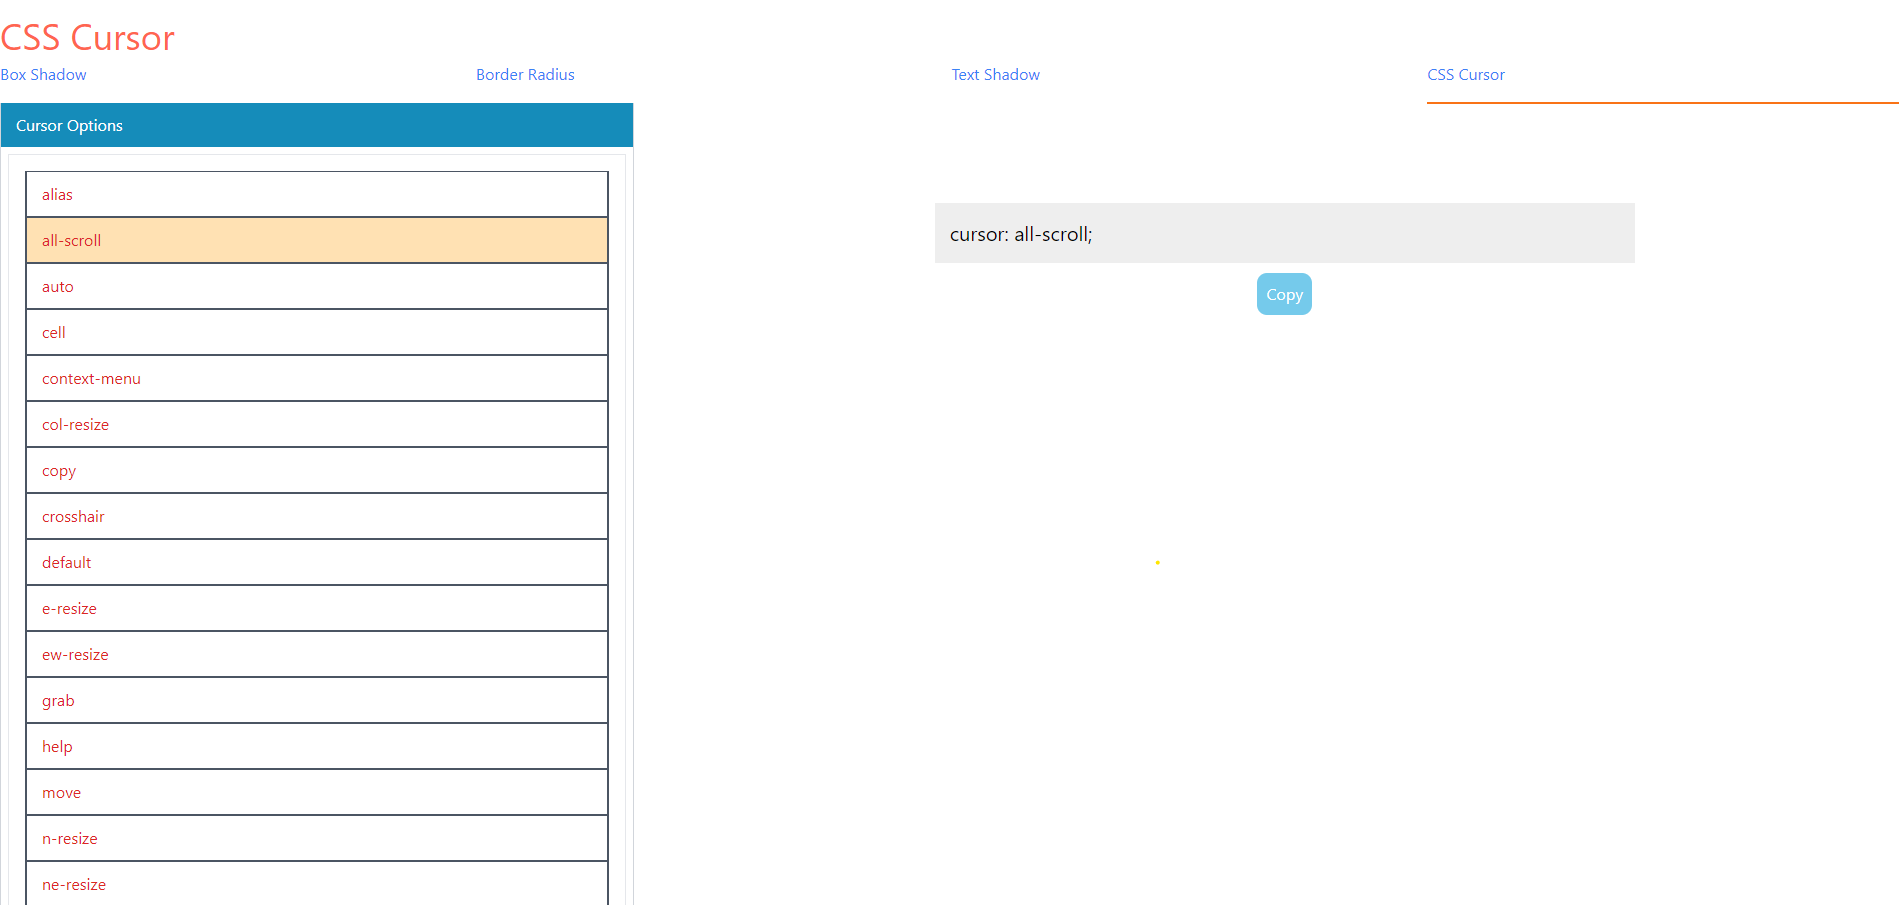 CSS Cursor
Box Shadow Border Radius Text Shadow CSS Cursor
Cursor Options
alias
all-scroll
auto
cell
context-menu
col-resize
copy
crosshair
default
e-resize
ew-resize
grab
help
move
n-resize
ne-resize
cursor: all-scroll;
Copy